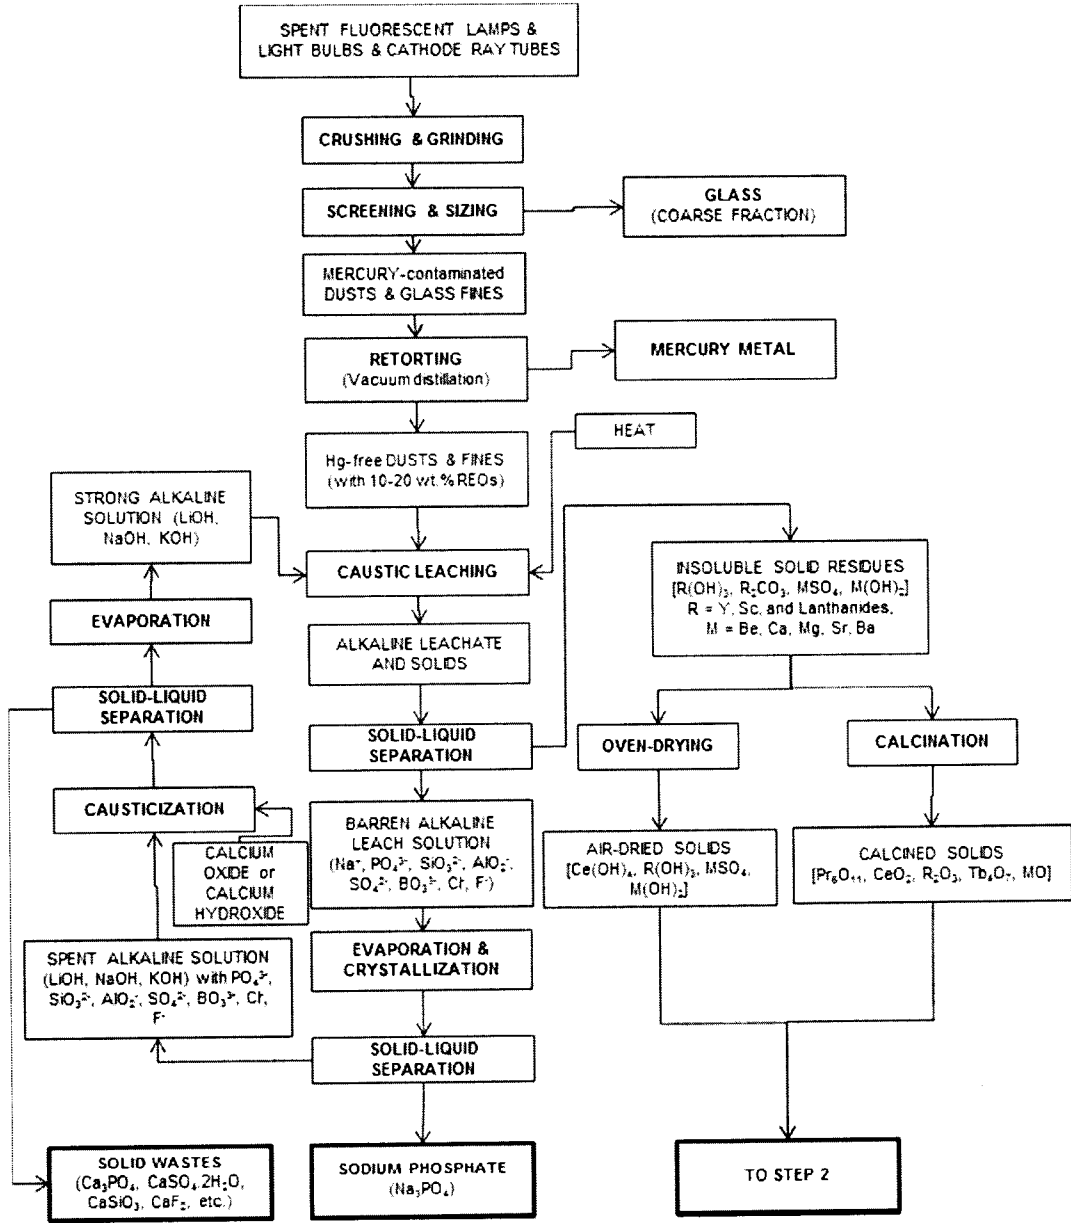 SPENT FLUORESCENT LAMPS &
LIGHT BULBS & CATHODE RAY TUBES
CRUSHING & GRINDING
SCREENING & SIZING
GLASS
(COARSE FRACTION)
MERCURY-contaminated
DUSTS & GLASS FINES
RETORTING
(Vacuum distillation)
MERCURY METAL
HEAT
Hg-free DUSTS & FINES
(with 10-20 wt.% REOs)
STRONG ALKALINE
SOLUTION (LiOH,
NaOH, KOH)
CAUSTIC LEACHING
INSOLUBLE SOLID RESIDUES
[R(OH)₃, R₂CO₃, MSO₄, M(OH)₂]
R = Y, Sc, and Lanthanides,
M = Be, Ca, Mg, Sr, Ba
EVAPORATION
ALKALINE LEACHATE
AND SOLIDS
SOLID-LIQUID
SEPARATION
SOLID-LIQUID
SEPARATION
OVEN-DRYING
CALCINATION
CAUSTICIZATION
BARREN ALKALINE
LEACH SOLUTION
(Na⁺, PO₄³⁻, SiO₃²⁻, AlO₂⁻,
SO₄²⁻, BO₃³⁻, Cl⁻, F⁻)
CALCIUM
OXIDE or
CALCIUM
HYDROXIDE
AIR-DRIED SOLIDS
[Ce(OH)₄, R(OH)₃, MSO₄,
M(OH)₂]
CALCINED SOLIDS
[Pr₆O₁₁, CeO₂, R₂O₃, Tb₄O₇, MO]
EVAPORATION &
CRYSTALLIZATION
SPENT ALKALINE SOLUTION
(LiOH, NaOH, KOH) with PO₄³⁻,
SiO₃²⁻, AlO₂⁻, SO₄²⁻, BO₃³⁻, Cl⁻,
F⁻
SOLID-LIQUID
SEPARATION
SOLID WASTES
(Ca₃PO₄, CaSO₄.2H₂O,
CaSiO₃, CaF₂, etc.)
SODIUM PHOSPHATE
(Na₃PO₄)
TO STEP 2